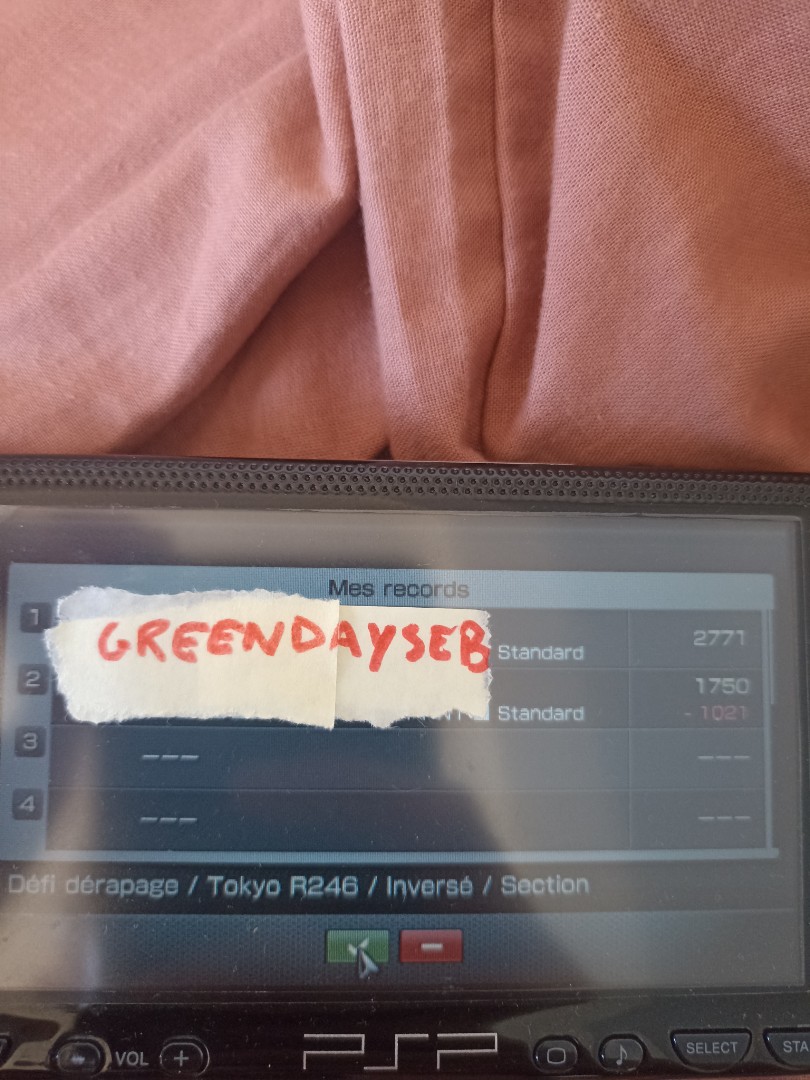 Mes records
1
GREENDAYSEB
Standard
2771
2
1750
Standard
- 1021
3
--- ---
4
--- ---
Défi dérapage / Tokyo R246 / Inversé / Section
VOL + PSP SELECT STA